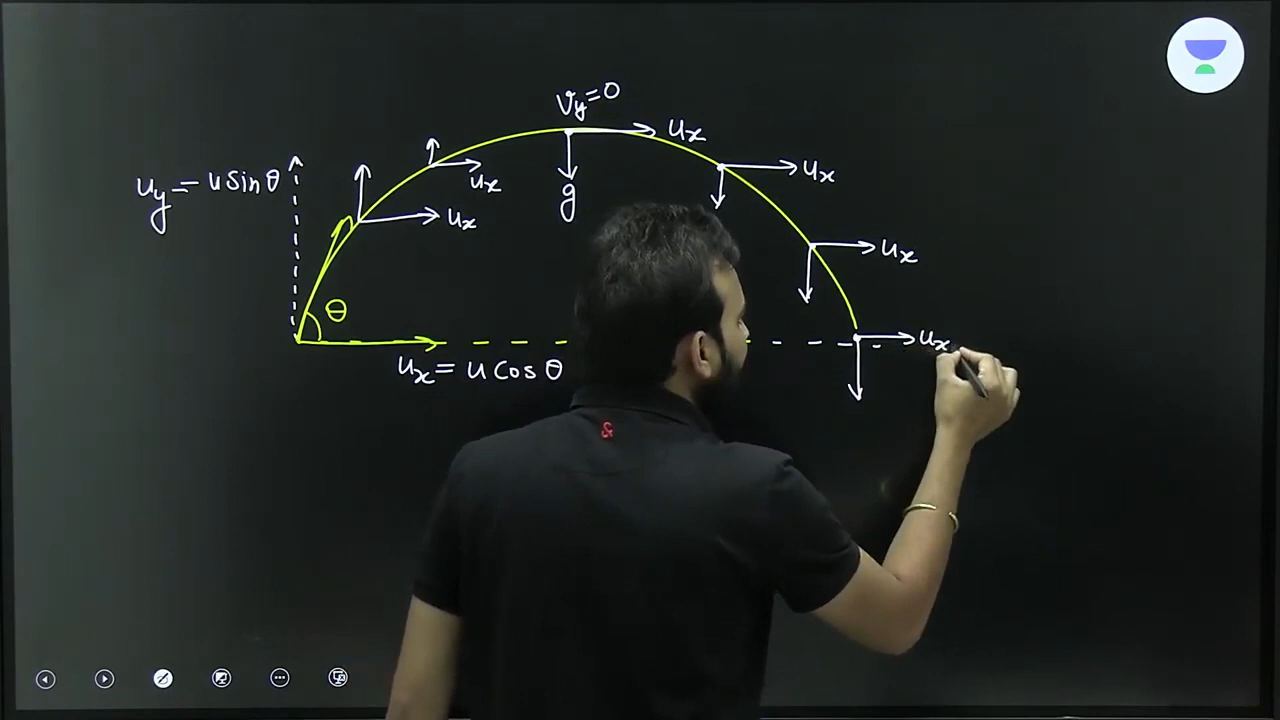 Vy=0
ux
ux
uy = u sin θ
ux
ux
g
ux
θ
ux
ux = u cos θ